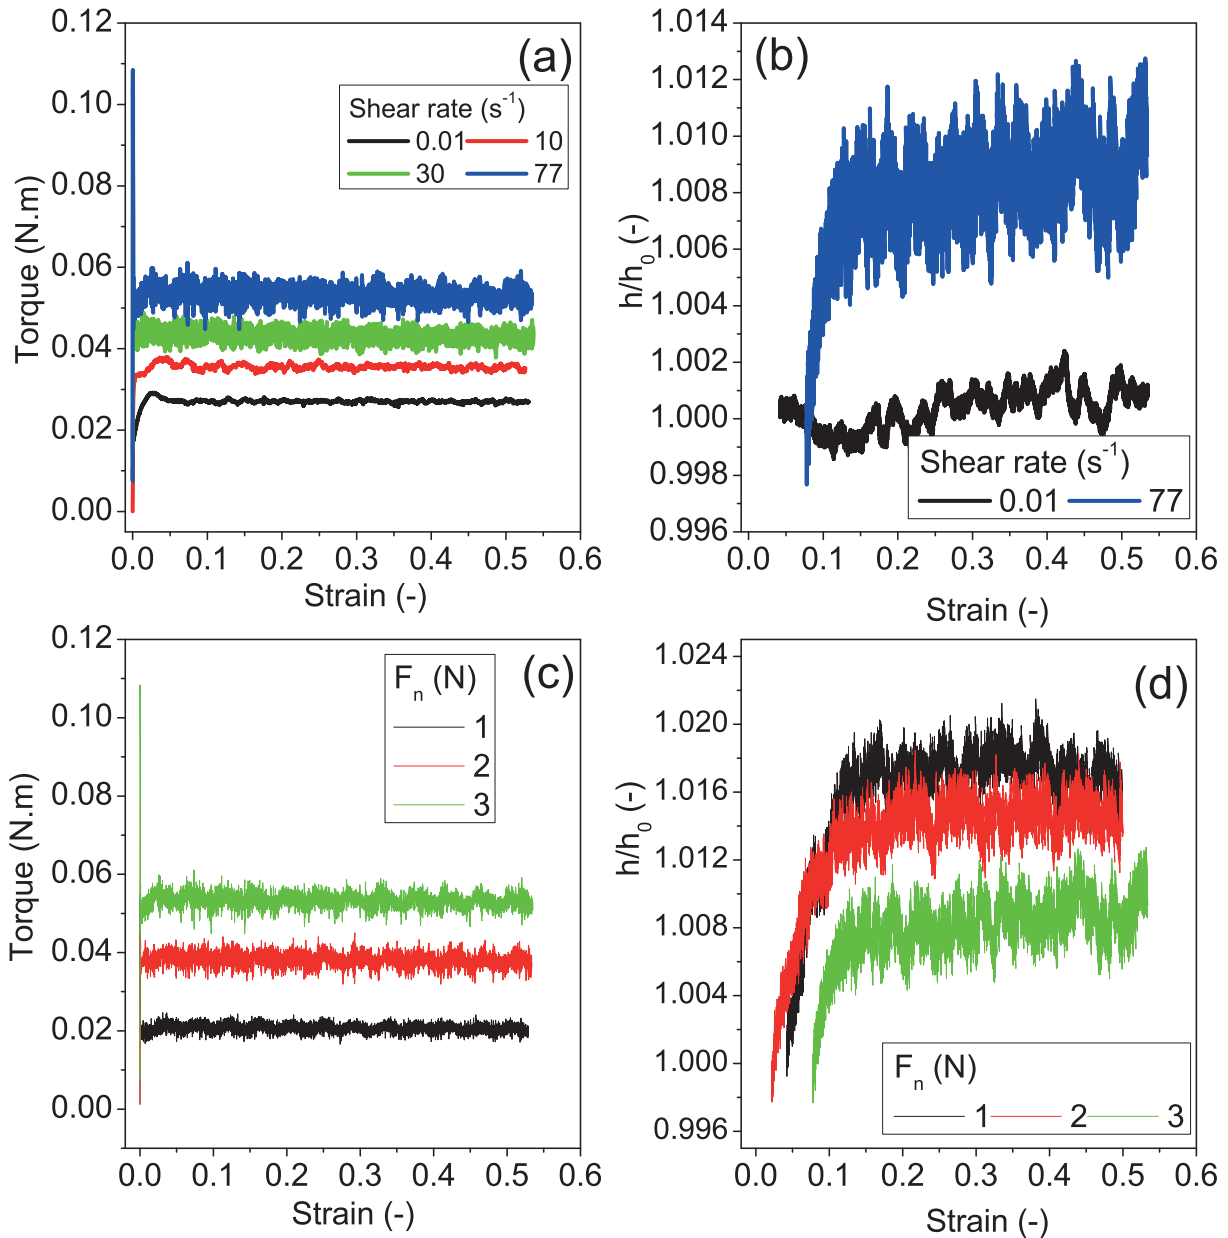 (a)
Shear rate (s⁻¹)
0.01 10
30 77
0.12
0.10
0.08
0.06
0.04
0.02
0.00
Torque (N.m)
0.0 0.1 0.2 0.3 0.4 0.5 0.6
Strain (-)
(b)
1.014
1.012
1.010
1.008
1.006
1.004
1.002
1.000
0.998
0.996
h/h₀ (-)
Shear rate (s⁻¹)
0.01 77
0.0 0.1 0.2 0.3 0.4 0.5 0.6
Strain (-)
(c)
Fₙ (N)
1
2
3
0.12
0.10
0.08
0.06
0.04
0.02
0.00
Torque (N.m)
0.0 0.1 0.2 0.3 0.4 0.5 0.6
Strain (-)
(d)
1.024
1.020
1.016
1.012
1.008
1.004
1.000
0.996
h/h₀ (-)
Fₙ (N)
1 2 3
0.0 0.1 0.2 0.3 0.4 0.5 0.6
Strain (-)